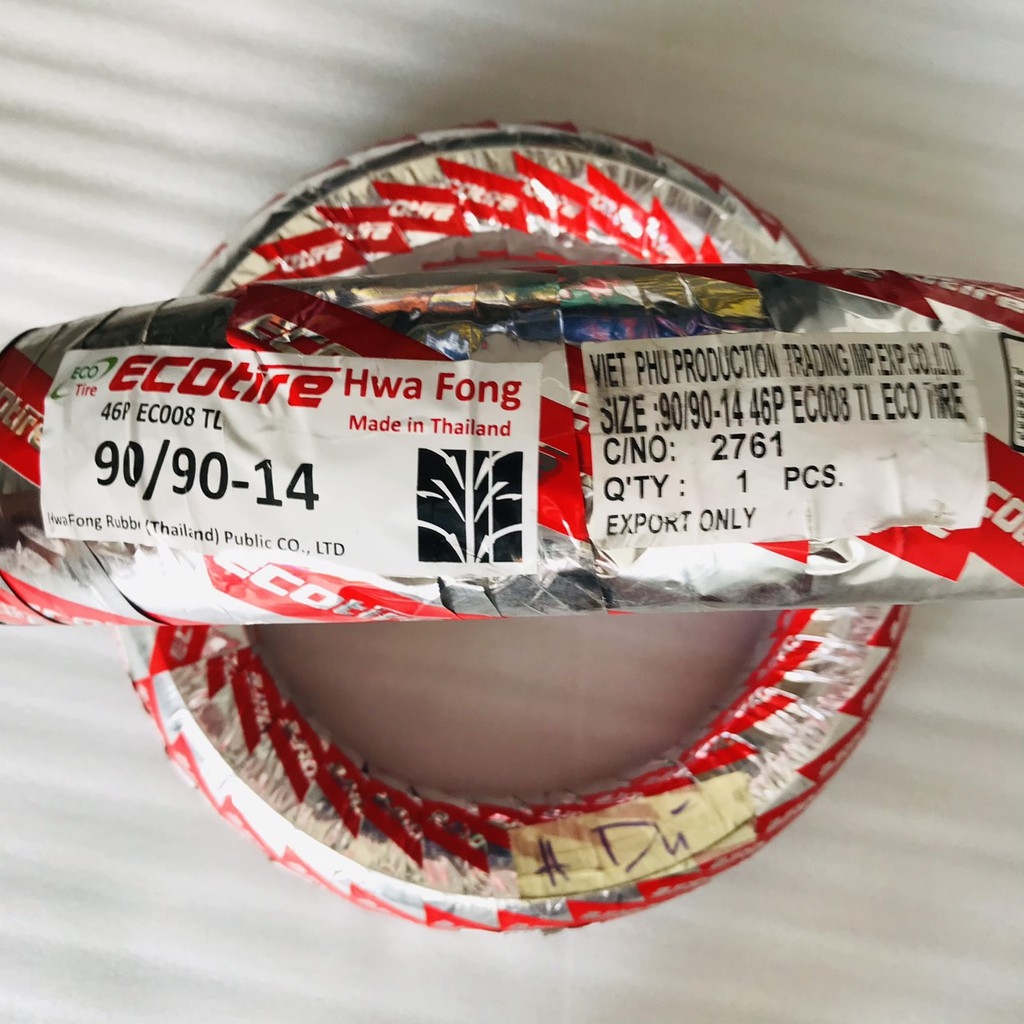 ECO
Tire
ECOtire Hwa Fong
46P EC008 TL
Made in Thailand
90/90-14
HwaFong Rubb (Thailand) Public CO., LTD
VIET PHU PRODUCTION TRADING IMP.EXP.CO.,LTD.
SIZE :90/90-14 46P EC008 TL ECO TIRE
C/NO: 2761
Q'TY : 1 PCS.
EXPORT ONLY
ECOtire
# Dú